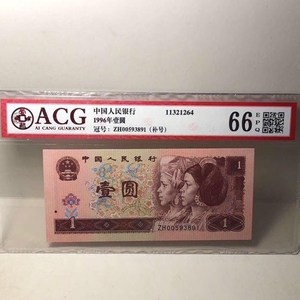 ACG
AI CANG GUARANTY
中国人民银行
1996年壹圆
冠号：ZH00593891（补号）
11321264
66 EPQ
中国人民银行
壹圆
1
1
ZH00593891